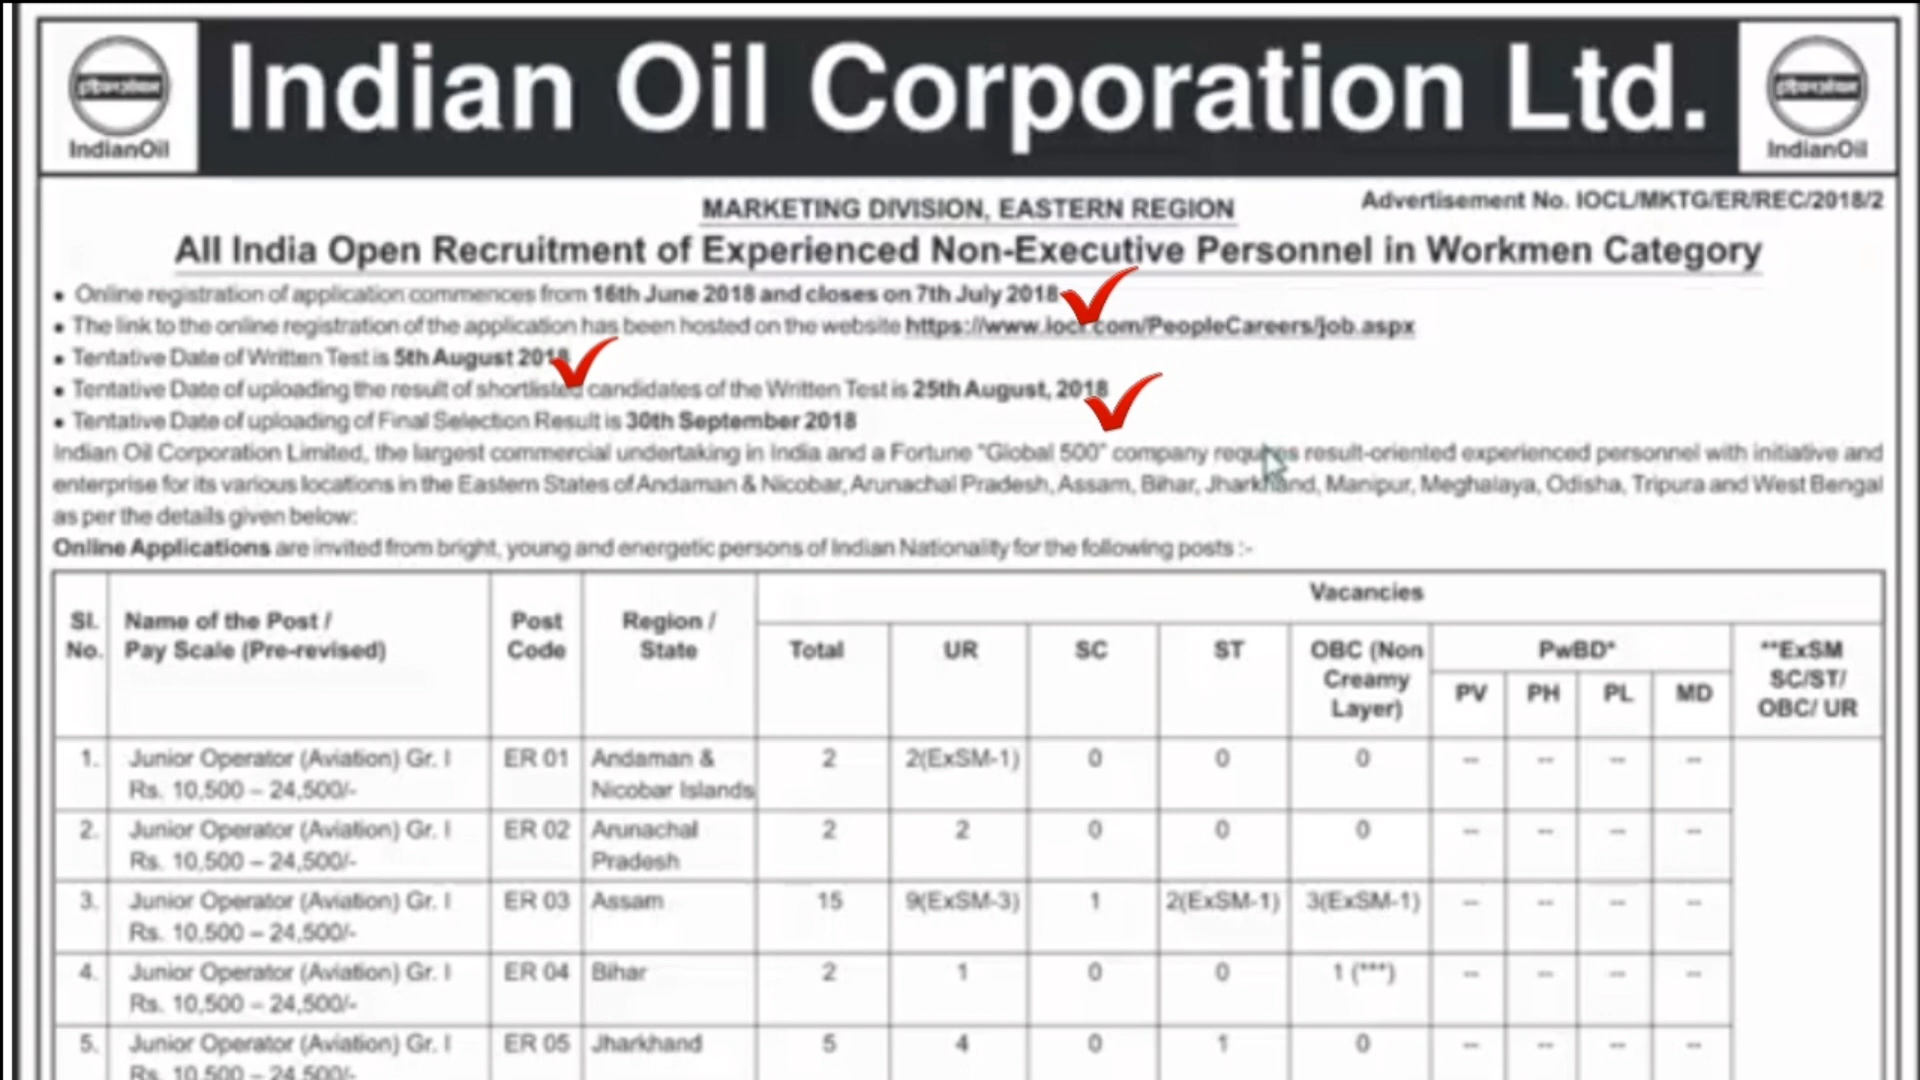 इंडियनऑयल
IndianOil
Indian Oil Corporation Ltd.
इंडियनऑयल
IndianOil
Advertisement No. IOCL/MKTG/ER/REC/2018/2
MARKETING DIVISION, EASTERN REGION
All India Open Recruitment of Experienced Non-Executive Personnel in Workmen Category
• Online registration of application commences from 16th June 2018 and closes on 7th July 2018
• The link to the online registration of the application has been hosted on the website https://www.iocl.com/PeopleCareers/job.aspx
• Tentative Date of Written Test is 5th August 2018
• Tentative Date of uploading the result of shortlisted candidates of the Written Test is 25th August, 2018
• Tentative Date of uploading of Final Selection Result is 30th September 2018
Indian Oil Corporation Limited, the largest commercial undertaking in India and a Fortune "Global 500" company requires result-oriented experienced personnel with initiative and
enterprise for its various locations in the Eastern States of Andaman & Nicobar, Arunachal Pradesh, Assam, Bihar, Jharkhand, Manipur, Meghalaya, Odisha, Tripura and West Bengal
as per the details given below:
Online Applications are invited from bright, young and energetic persons of Indian Nationality for the following posts :-
Sl. No. Name of the Post / Pay Scale (Pre-revised) Post Code Region / State Vacancies
Total UR SC ST OBC (Non Creamy Layer) PwBD* **ExSM SC/ST/ OBC/ UR
PV PH PL MD
1. Junior Operator (Aviation) Gr. I ER 01 Andaman & 2 2(ExSM-1) 0 0 0 -- -- -- --
Rs. 10,500 – 24,500/- Nicobar Islands
2. Junior Operator (Aviation) Gr. I ER 02 Arunachal 2 2 0 0 0 -- -- -- --
Rs. 10,500 – 24,500/- Pradesh
3. Junior Operator (Aviation) Gr. I ER 03 Assam 15 9(ExSM-3) 1 2(ExSM-1) 3(ExSM-1) -- -- -- --
Rs. 10,500 – 24,500/-
4. Junior Operator (Aviation) Gr. I ER 04 Bihar 2 1 0 0 1 (***) -- -- -- --
Rs. 10,500 – 24,500/-
5. Junior Operator (Aviation) Gr. I ER 05 Jharkhand 5 4 0 1 0 -- -- -- --
Rs. 10,500 – 24,500/-